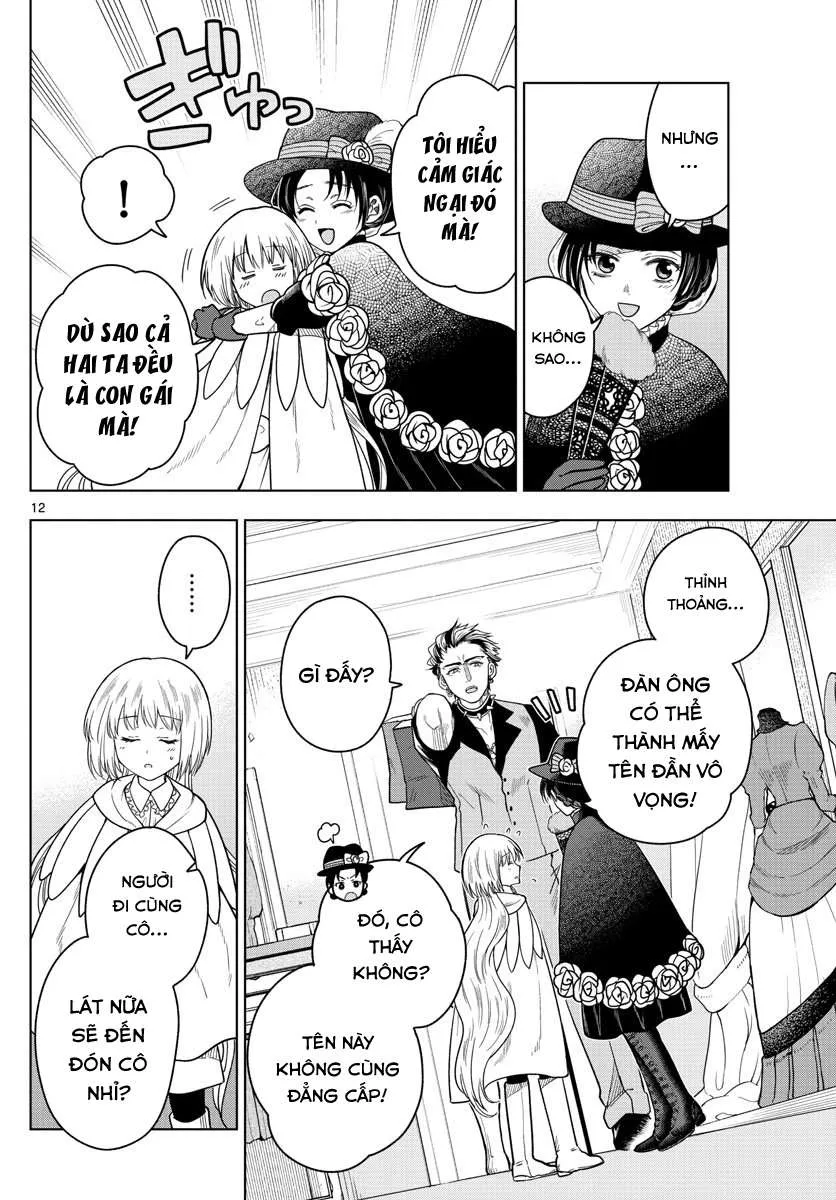 NHƯNG
...
KHÔNG
SAO...
ぎゅっ
TÔI HIỂU
CẢM GIÁC
NGẠI ĐÓ
MÀ!
!
DÙ SAO CẢ
HAI TA ĐỀU
LÀ CON GÁI
MÀ!
12
THỈNH
THOẢNG...
ĐÀN ÔNG
CÓ THỂ
THÀNH MẤY
TÊN ĐẦN VÔ
VỌNG!
GÌ ĐẤY?
ĐÓ, CÔ
THẤY
KHÔNG?
TÊN NÀY
KHÔNG CÙNG
ĐẲNG CẤP!
......
NGƯỜI
ĐI CÙNG
CÔ...
LÁT NỮA
SẼ ĐẾN
ĐÓN CÔ
NHỈ?